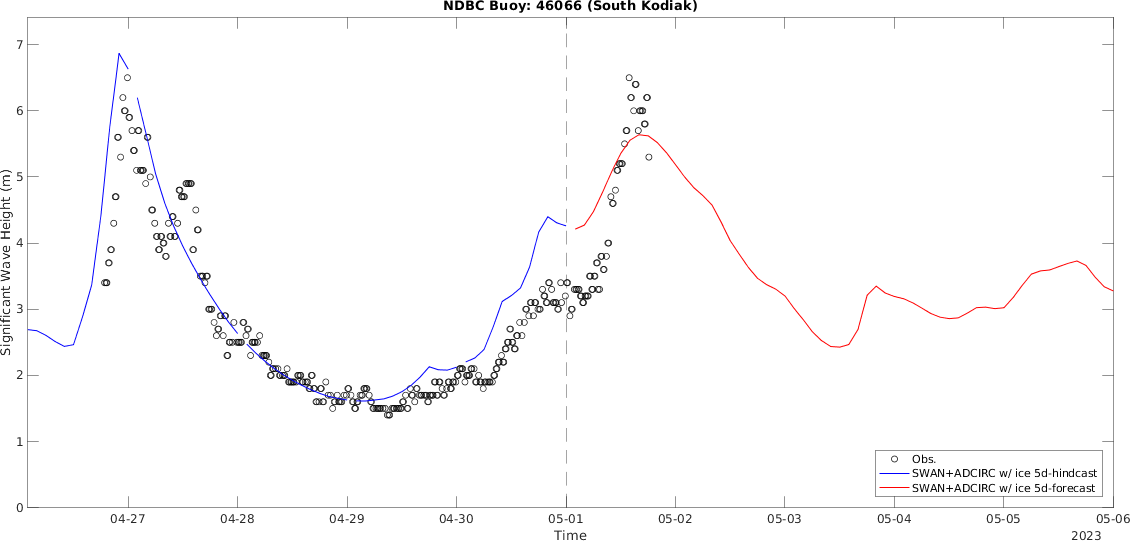 NDBC Buoy: 46066 (South Kodiak)
Significant Wave Height (m)
7
6
5
4
3
2
1
0
Obs.
SWAN+ADCIRC w/ ice 5d-hindcast
SWAN+ADCIRC w/ ice 5d-forecast
04-27 04-28 04-29 04-30 05-01 05-02 05-03 05-04 05-05 05-06
Time
2023